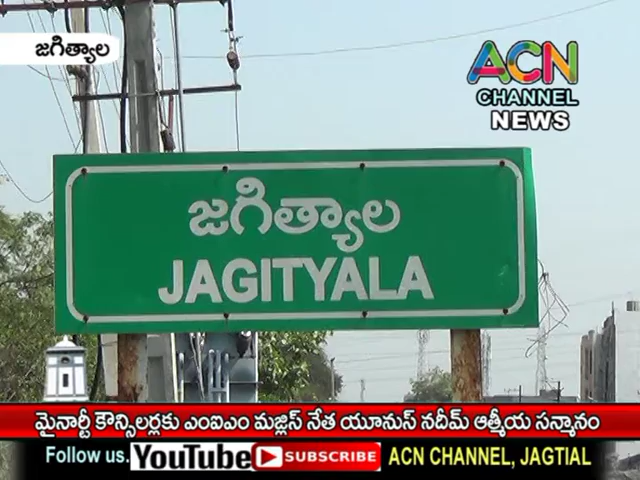 జగిత్యాల
ACN
CHANNEL
NEWS
జగిత్యాల
JAGITYALA
మైనార్టీ కౌన్సిలర్లకు ఎంఐఎం మజ్లిస్ నేత యూనుస్ నదీమ్ ఆత్మీయ సన్మానం
Follow us. YouTube SUBSCRIBE ACN CHANNEL, JAGTIAL